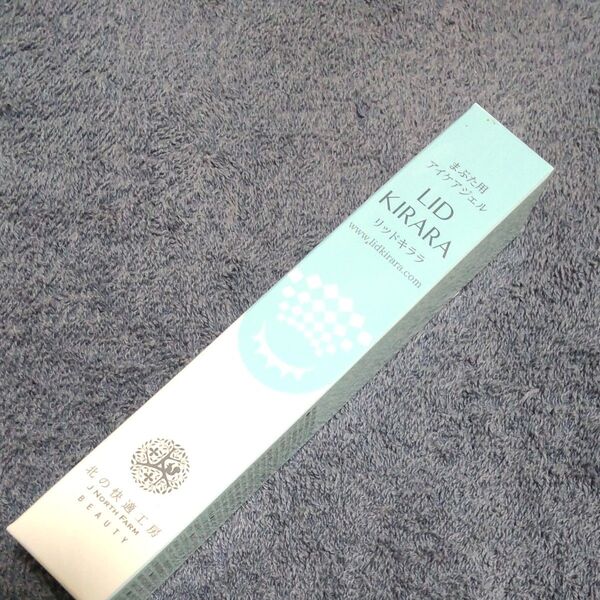 まぶた用
アイケアジェル
LID
KIRARA
リッドキララ
www.lidkirara.com
北の快適工房
J NORTH FARM
BEAUTY